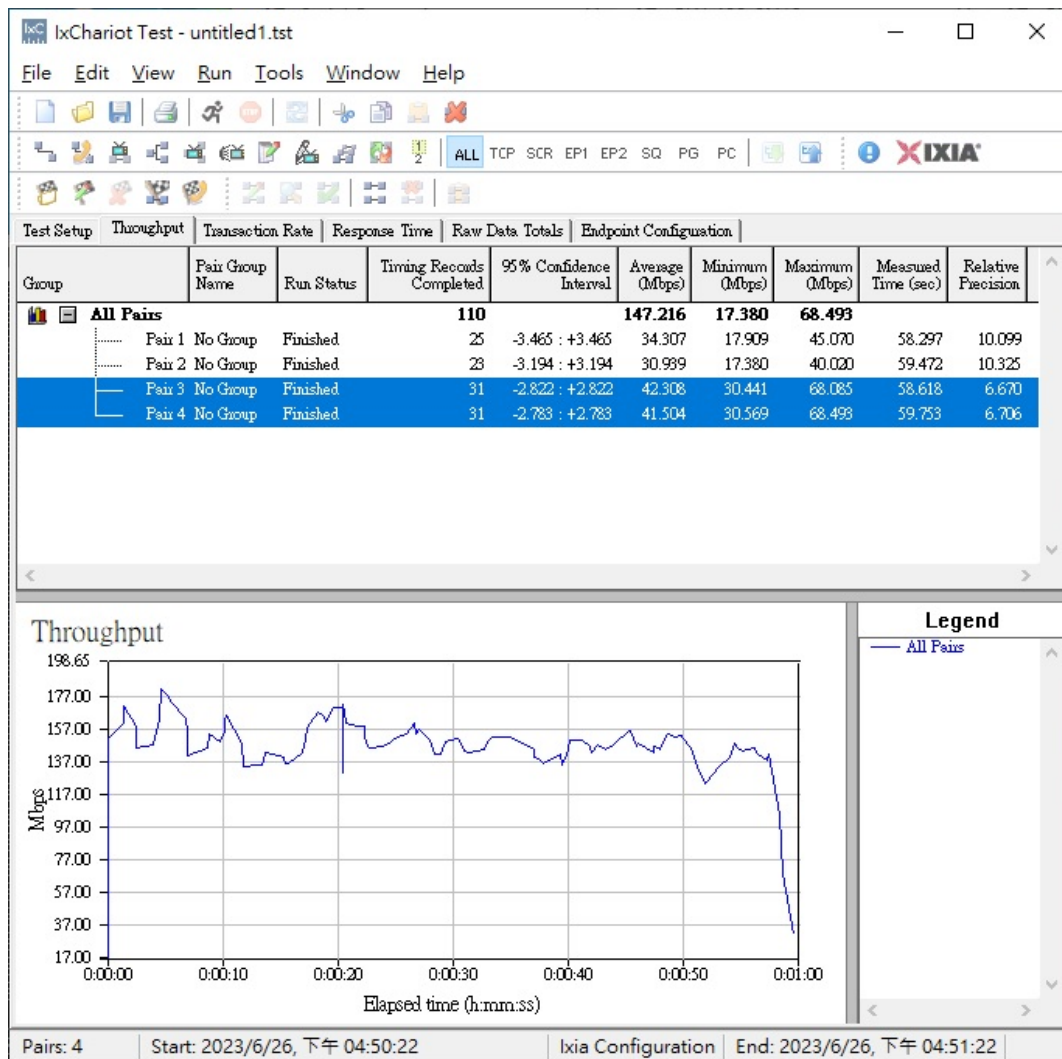 IxChariot Test - untitled1.tst
File Edit View Run Tools Window Help
ALL TCP SCR EP1 EP2 SQ PG PC IXIA
Test Setup Throughput Transaction Rate Response Time Raw Data Totals Endpoint Configuration
Group Pair Group Name Run Status Timing Records Completed 95% Confidence Interval Average (Mbps) Minimum (Mbps) Maximum (Mbps) Measured Time (sec) Relative Precision
All Pairs 110 147.216 17.380 68.493
Pair 1 No Group Finished 25 -3.465 : +3.465 34.307 17.909 45.070 58.297 10.099
Pair 2 No Group Finished 23 -3.194 : +3.194 30.939 17.380 40.020 59.472 10.325
Pair 3 No Group Finished 31 -2.822 : +2.822 42.308 30.441 68.085 58.618 6.670
Pair 4 No Group Finished 31 -2.783 : +2.783 41.504 30.569 68.493 59.753 6.706
Throughput
198.65
177.00
157.00
137.00
117.00
97.00
77.00
57.00
37.00
17.00
Mbps
0:00:00 0:00:10 0:00:20 0:00:30 0:00:40 0:00:50 0:01:00
Elapsed time (h:mm:ss)
Legend
All Pairs
Pairs: 4 Start: 2023/6/26, 下午 04:50:22 Ixia Configuration End: 2023/6/26, 下午 04:51:22